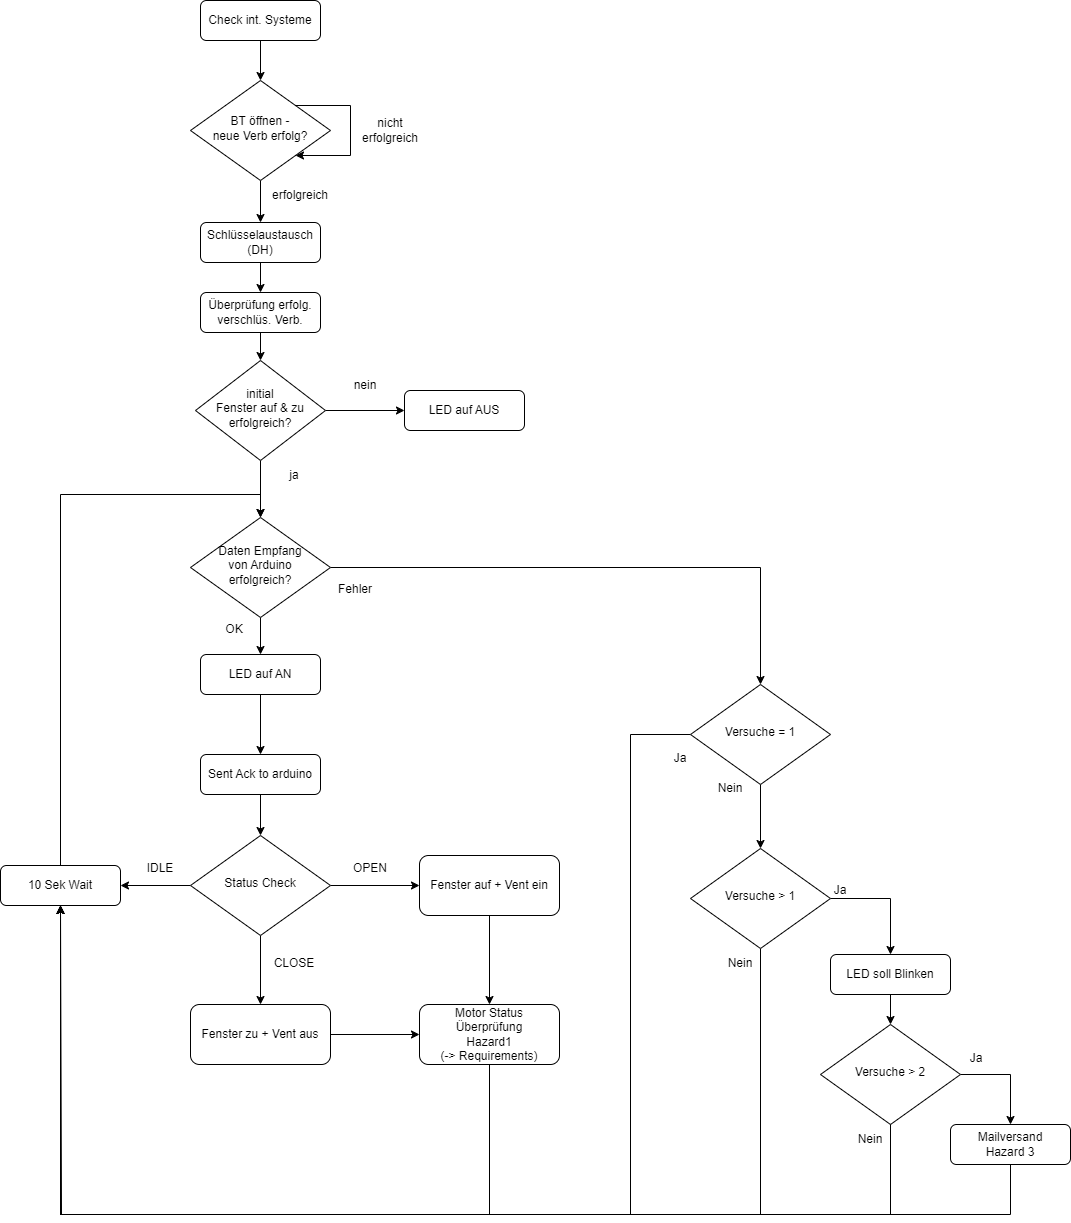 Check int. Systeme
BT öffnen -
neue Verb erfolg?
nicht
erfolgreich
erfolgreich
Schlüsselaustausch
(DH)
Überprüfung erfolg.
verschlüs. Verb.
initial
Fenster auf & zu
erfolgreich?
nein
LED auf AUS
ja
Daten Empfang
von Arduino
erfolgreich?
Fehler
OK
LED auf AN
Versuche = 1
Ja
Nein
Sent Ack to arduino
Status Check
IDLE
OPEN
10 Sek Wait
Fenster auf + Vent ein
Versuche > 1
Ja
Nein
CLOSE
LED soll Blinken
Fenster zu + Vent aus
Motor Status
Überprüfung
Hazard1
(-> Requirements)
Versuche > 2
Ja
Nein
Mailversand
Hazard 3